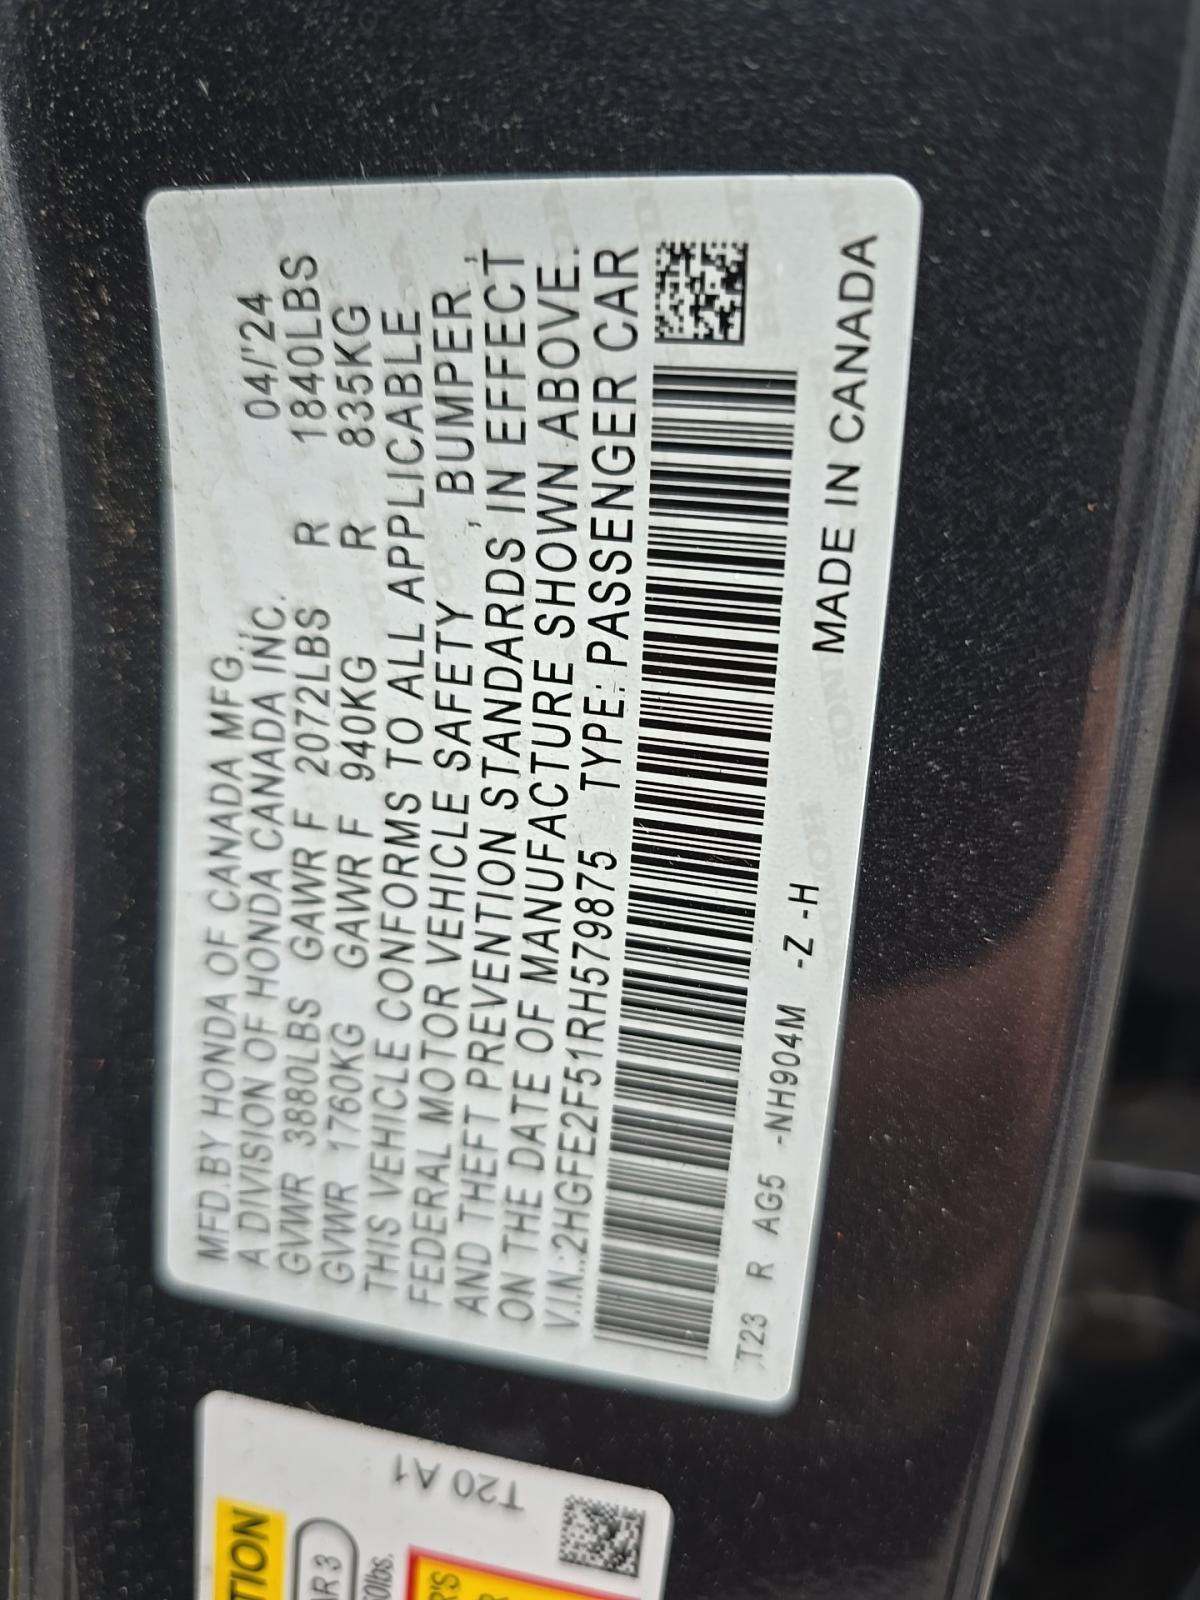 MFD.BY HONDA OF CANADA MFG.,
A DIVISION OF HONDA CANADA INC. 04/'24
GVWR 3880LBS GAWR F 2072LBS R 1840LBS
GVWR 1760KG GAWR F 940KG R 835KG
THIS VEHICLE CONFORMS TO ALL APPLICABLE
FEDERAL MOTOR VEHICLE SAFETY , BUMPER ,
AND THEFT PREVENTION STANDARDS IN EFFECT
ON THE DATE OF MANUFACTURE SHOWN ABOVE.
V.I.N.:2HGFE2F51RH579875 TYPE: PASSENGER CAR
T23 R AG5 -NH904M -Z -H MADE IN CANADA
T20 A1